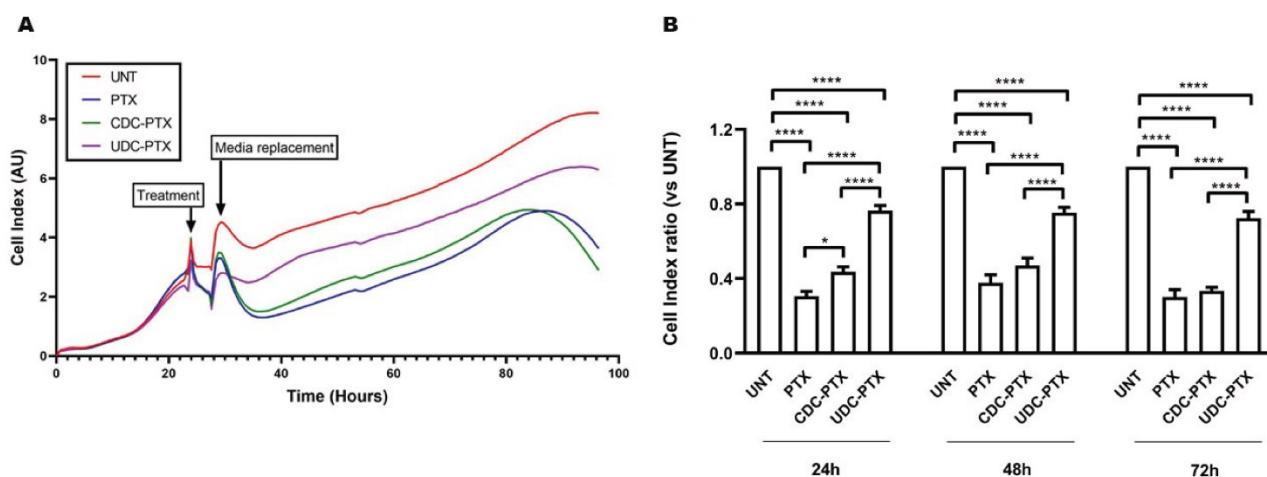 A
10
8
6
4
2
0
Cell Index (AU)
UNT
PTX
CDC-PTX
UDC-PTX
Treatment
Media replacement
0 20 40 60 80 100
Time (Hours)
B
1.2
0.8
0.4
0.0
Cell Index ratio (vs UNT)
**** **** ****
**** **** ****
**** **** ****
**** **** ****
**** **** ****
*
UNT PTX CDC-PTX UDC-PTX UNT PTX CDC-PTX UDC-PTX UNT PTX CDC-PTX UDC-PTX
24h 48h 72h